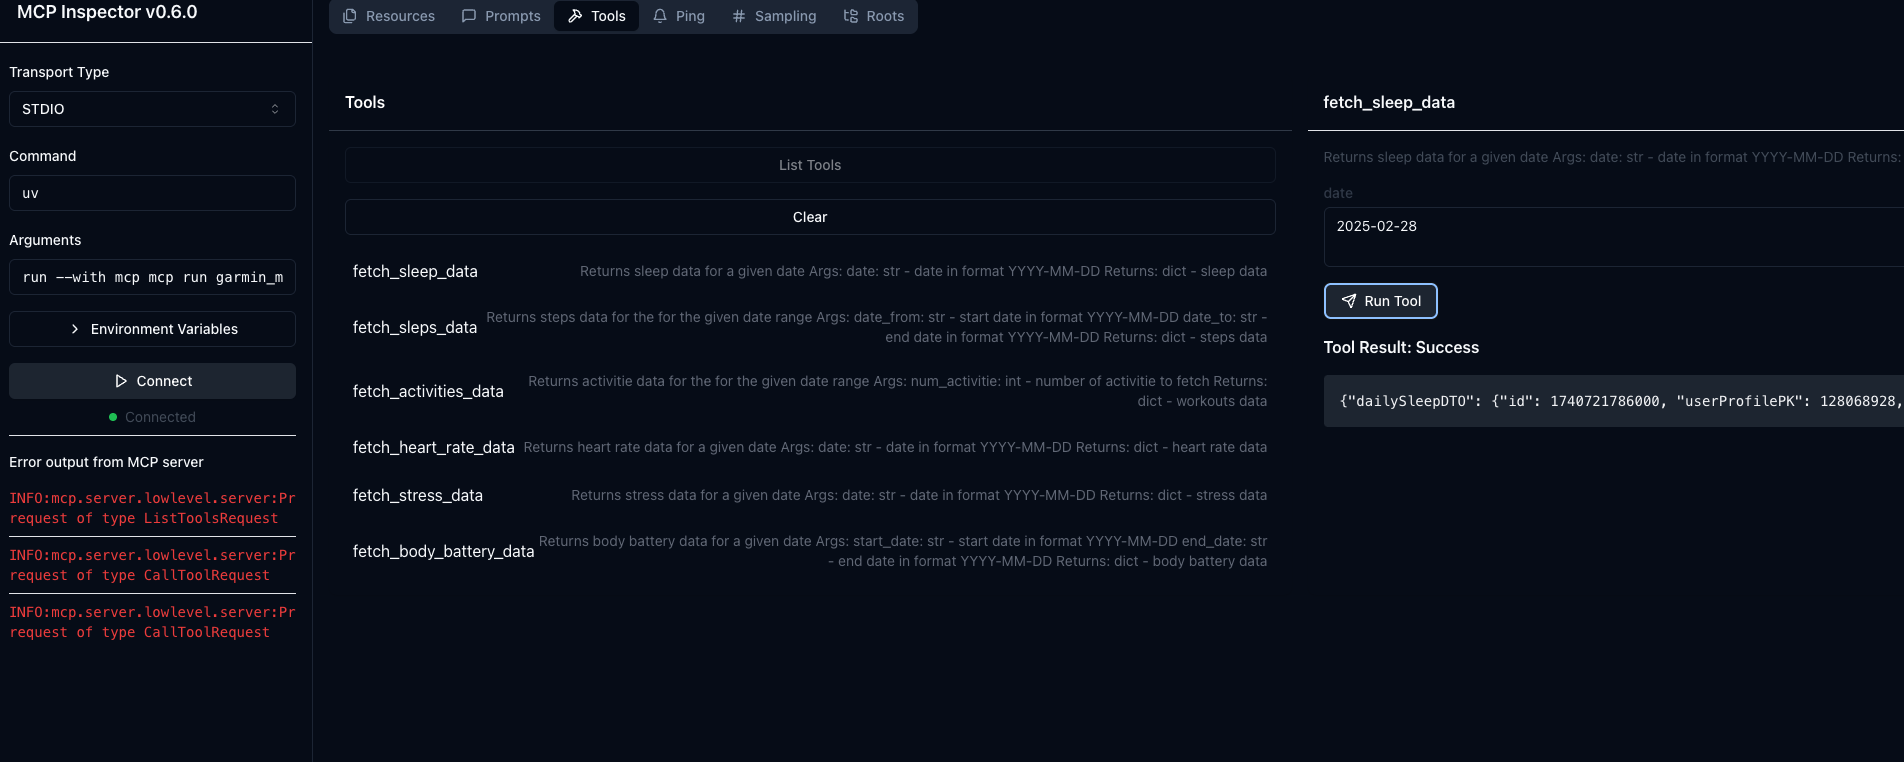 MCP Inspector v0.6.0
Transport Type
STDIO
Command
uv
Arguments
run --with mcp mcp run garmin_m
Environment Variables
Connect
Connected
Error output from MCP server
INFO:mcp.server.lowlevel.server:Pr
request of type ListToolsRequest
INFO:mcp.server.lowlevel.server:Pr
request of type CallToolRequest
INFO:mcp.server.lowlevel.server:Pr
request of type CallToolRequest
Resources
Prompts
Tools
Ping
Sampling
Roots
Tools
List Tools
Clear
fetch_sleep_data
Returns sleep data for a given date Args: date: str - date in format YYYY-MM-DD Returns: dict - sleep data
fetch_sleps_data
Returns steps data for the for the given date range Args: date_from: str - start date in format YYYY-MM-DD date_to: str -
end date in format YYYY-MM-DD Returns: dict - steps data
fetch_activities_data
Returns activitie data for the for the given date range Args: num_activitie: int - number of activitie to fetch Returns:
dict - workouts data
fetch_heart_rate_data
Returns heart rate data for a given date Args: date: str - date in format YYYY-MM-DD Returns: dict - heart rate data
fetch_stress_data
Returns stress data for a given date Args: date: str - date in format YYYY-MM-DD Returns: dict - stress data
fetch_body_battery_data
Returns body battery data for a given date Args: start_date: str - start date in format YYYY-MM-DD end_date: str
- end date in format YYYY-MM-DD Returns: dict - body battery data
fetch_sleep_data
Returns sleep data for a given date Args: date: str - date in format YYYY-MM-DD Returns:
date
2025-02-28
Run Tool
Tool Result: Success
{"dailySleepDTO": {"id": 1740721786000, "userProfilePK": 128068928,